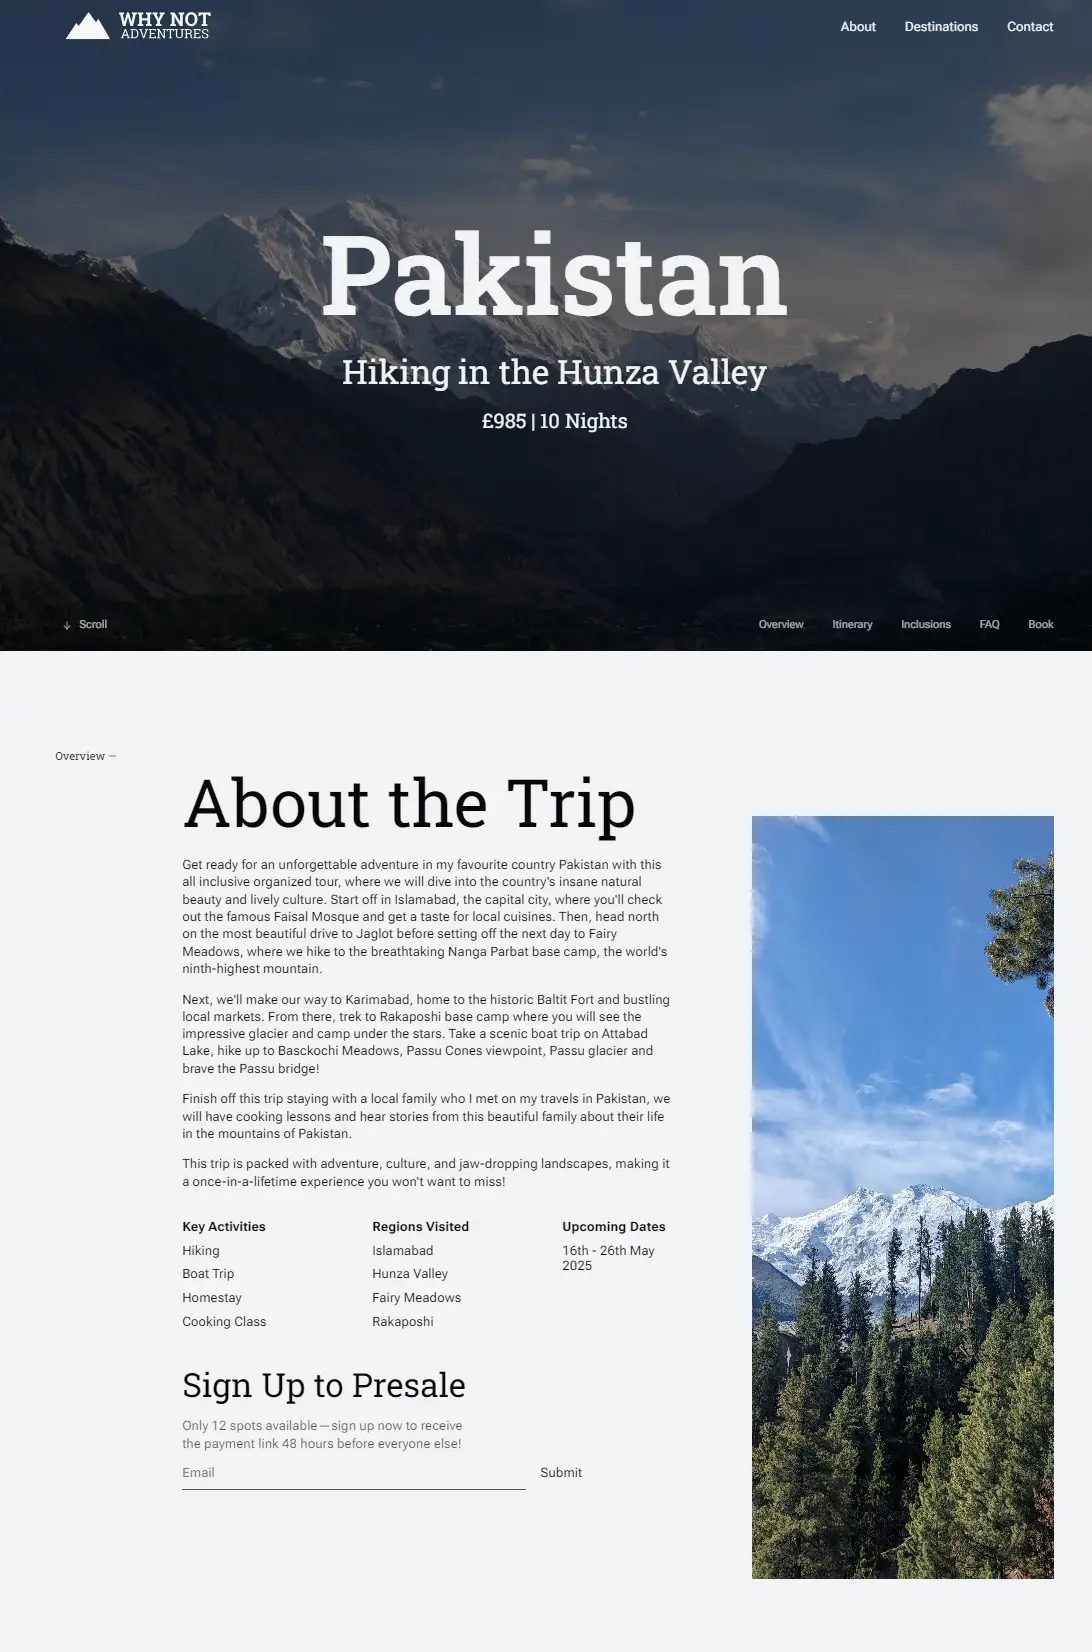 WHY NOT
ADVENTURES
About Destinations Contact
Pakistan
Hiking in the Hunza Valley
£985 | 10 Nights
↓ Scroll
Overview Itinerary Inclusions FAQ Book
Overview —
About the Trip
Get ready for an unforgettable adventure in my favourite country Pakistan with this
all inclusive organized tour, where we will dive into the country's insane natural
beauty and lively culture. Start off in Islamabad, the capital city, where you'll check
out the famous Faisal Mosque and get a taste for local cuisines. Then, head north
on the most beautiful drive to Jaglot before setting off the next day to Fairy
Meadows, where we hike to the breathtaking Nanga Parbat base camp, the world's
ninth-highest mountain.
Next, we'll make our way to Karimabad, home to the historic Baltit Fort and bustling
local markets. From there, trek to Rakaposhi base camp where you will see the
impressive glacier and camp under the stars. Take a scenic boat trip on Attabad
Lake, hike up to Basckochi Meadows, Passu Cones viewpoint, Passu glacier and
brave the Passu bridge!
Finish off this trip staying with a local family who I met on my travels in Pakistan, we
will have cooking lessons and hear stories from this beautiful family about their life
in the mountains of Pakistan.
This trip is packed with adventure, culture, and jaw-dropping landscapes, making it
a once-in-a-lifetime experience you won't want to miss!
Key Activities
Hiking
Boat Trip
Homestay
Cooking Class
Regions Visited
Islamabad
Hunza Valley
Fairy Meadows
Rakaposhi
Upcoming Dates
16th - 26th May
2025
Sign Up to Presale
Only 12 spots available—sign up now to receive
the payment link 48 hours before everyone else!
Email
Submit